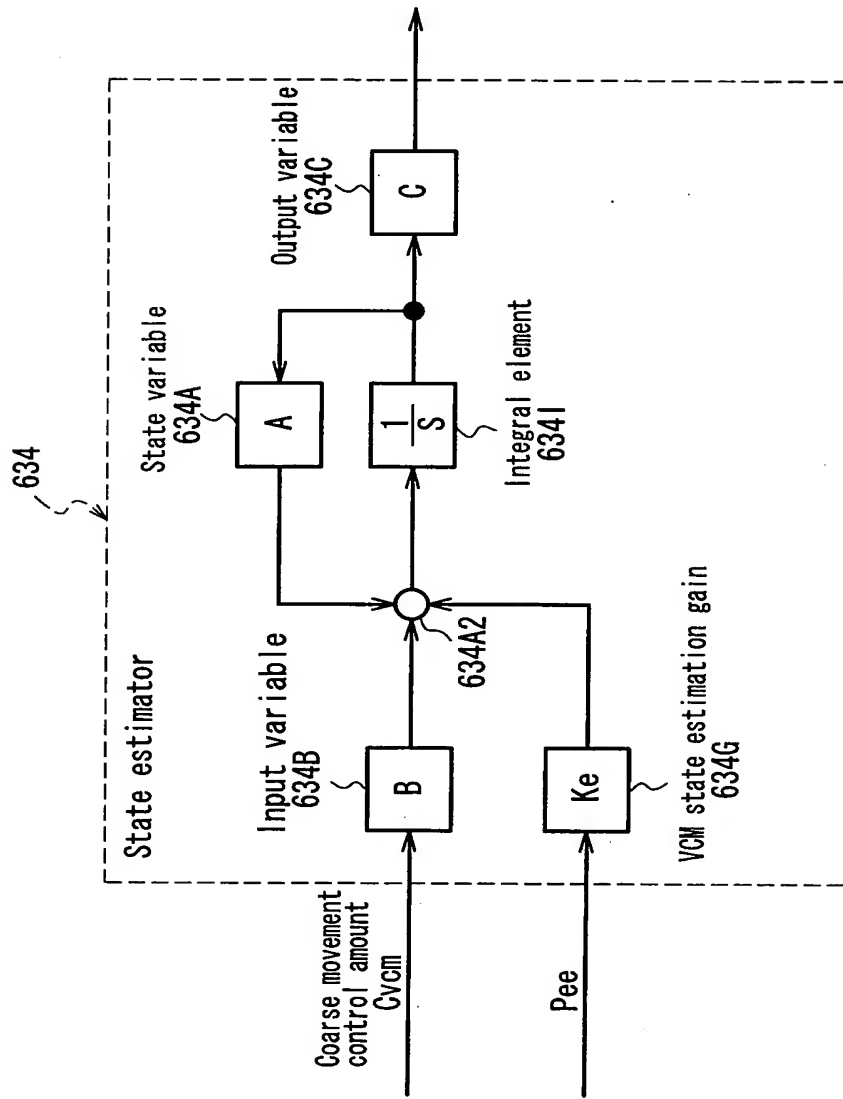 634
State estimator
State variable
634A
A
Output variable
634C
C
1
S
Integral element
634I
634A2
Input variable
634B
B
Ke
VCM state estimation gain
634G
Coarse movement
control amount
Cvcm
Pee